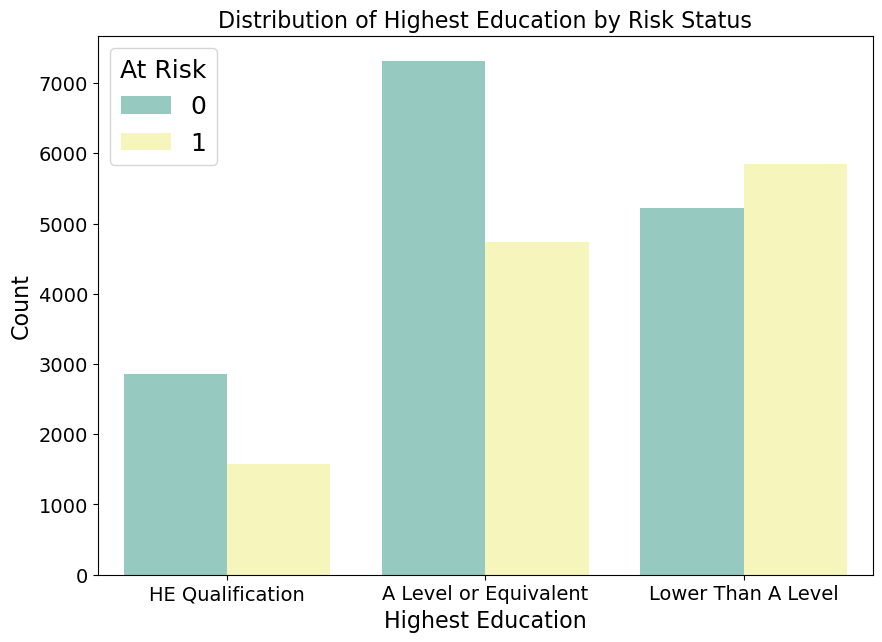 Distribution of Highest Education by Risk Status
At Risk
0
1
7000
6000
5000
4000
3000
2000
1000
0
Count
HE Qualification
A Level or Equivalent
Lower Than A Level
Highest Education